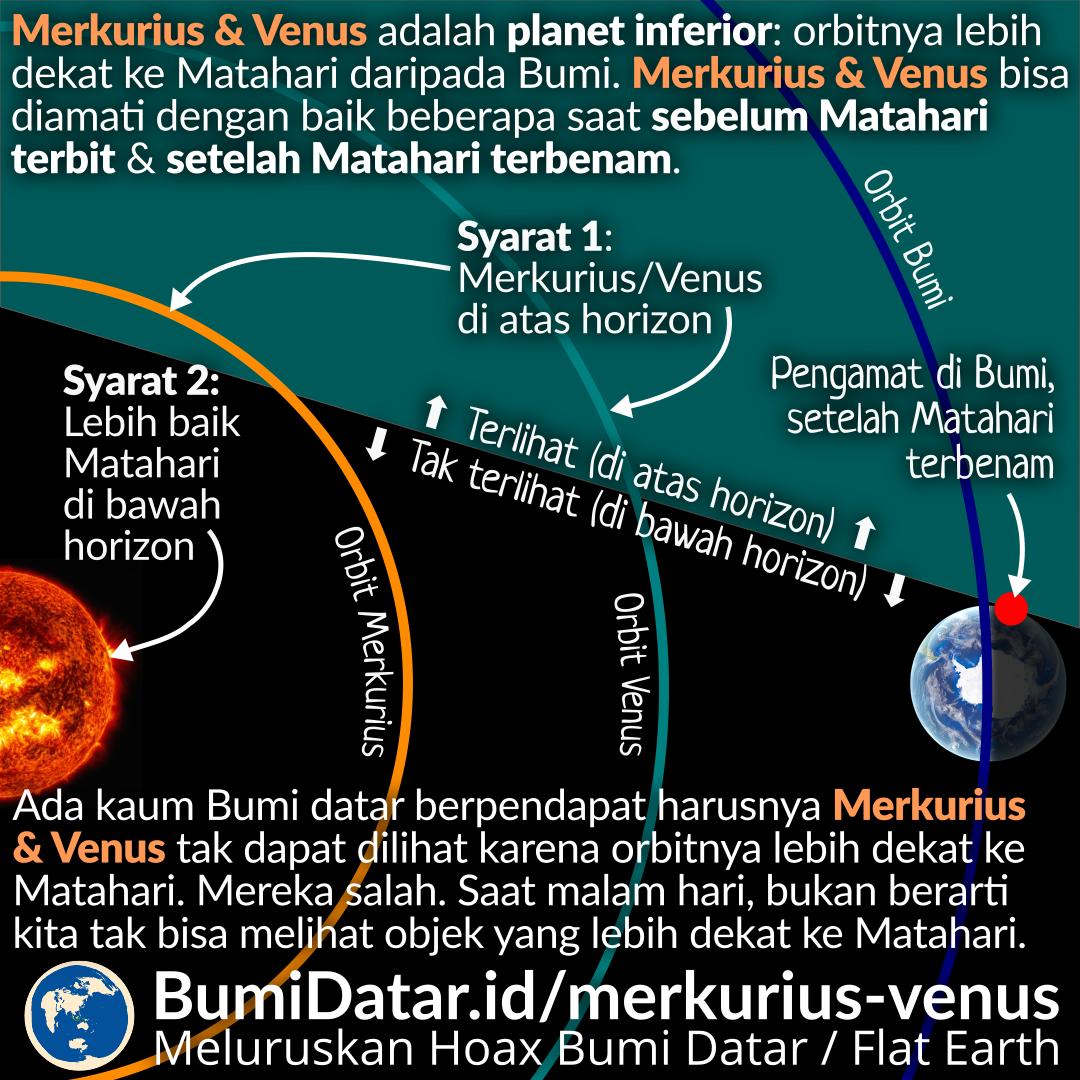 Merkurius & Venus adalah planet inferior: orbitnya lebih
dekat ke Matahari daripada Bumi. Merkurius & Venus bisa
diamati dengan baik beberapa saat sebelum Matahari
terbit & setelah Matahari terbenam.
Orbit Bumi
Syarat 1:
Merkurius/Venus
di atas horizon
Syarat 2:
Lebih baik
Matahari
di bawah
horizon
Pengamat di Bumi,
setelah Matahari
terbenam
Terlihat (di atas horizon)
Tak terlihat (di bawah horizon)
Orbit Merkurius
Orbit Venus
Ada kaum Bumi datar berpendapat harusnya Merkurius
& Venus tak dapat dilihat karena orbitnya lebih dekat ke
Matahari. Mereka salah. Saat malam hari, bukan berarti
kita tak bisa melihat objek yang lebih dekat ke Matahari.
BumiDatar.id/merkurius-venus
Meluruskan Hoax Bumi Datar / Flat Earth